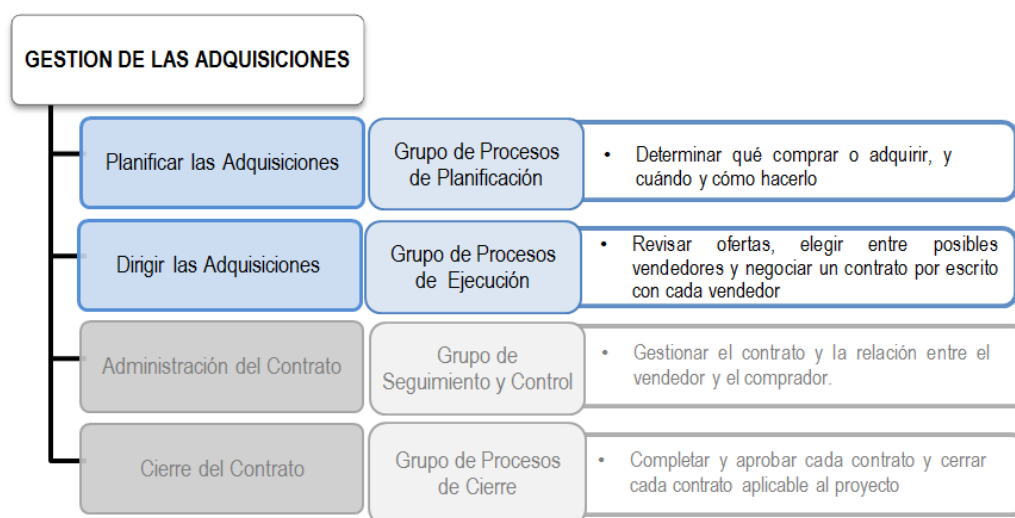 GESTION DE LAS ADQUISICIONES
Planificar las Adquisiciones
Grupo de Procesos
de Planificación
• Determinar qué comprar o adquirir, y
cuándo y cómo hacerlo
Dirigir las Adquisiciones
Grupo de Procesos
de Ejecución
• Revisar ofertas, elegir entre posibles
vendedores y negociar un contrato por escrito
con cada vendedor
Administración del Contrato
Grupo de
Seguimiento y Control
• Gestionar el contrato y la relación entre el
vendedor y el comprador.
Cierre del Contrato
Grupo de Procesos
de Cierre
• Completar y aprobar cada contrato y cerrar
cada contrato aplicable al proyecto